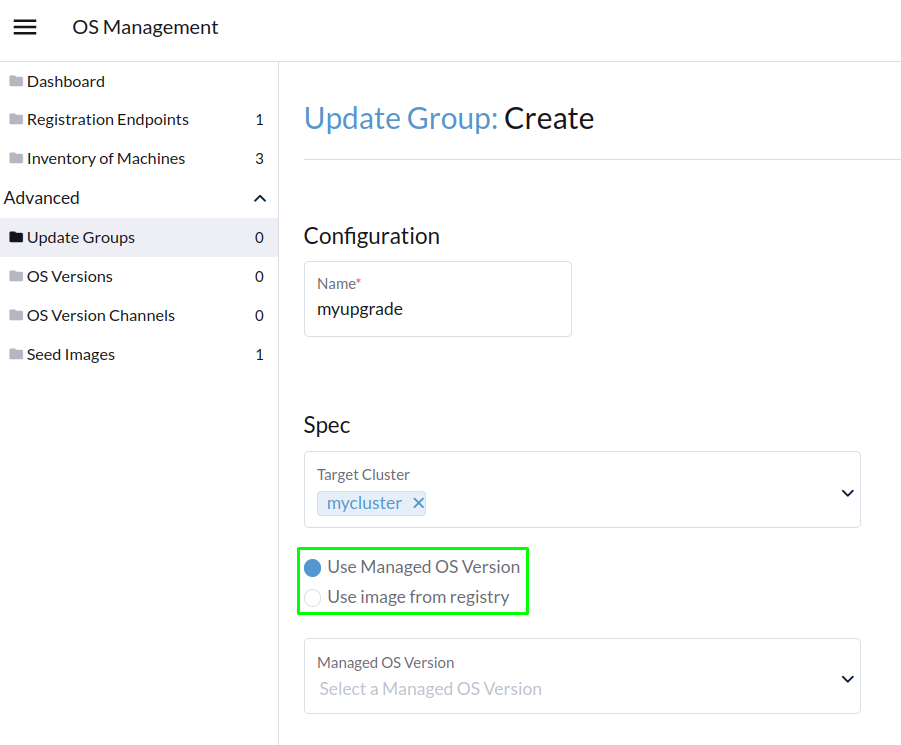 OS Management
Dashboard
Registration Endpoints 1
Inventory of Machines 3
Advanced
Update Groups 0
OS Versions 0
OS Version Channels 0
Seed Images 1
Update Group: Create
Configuration
Name*
myupgrade
Spec
Target Cluster
mycluster
Use Managed OS Version
Use image from registry
Managed OS Version
Select a Managed OS Version